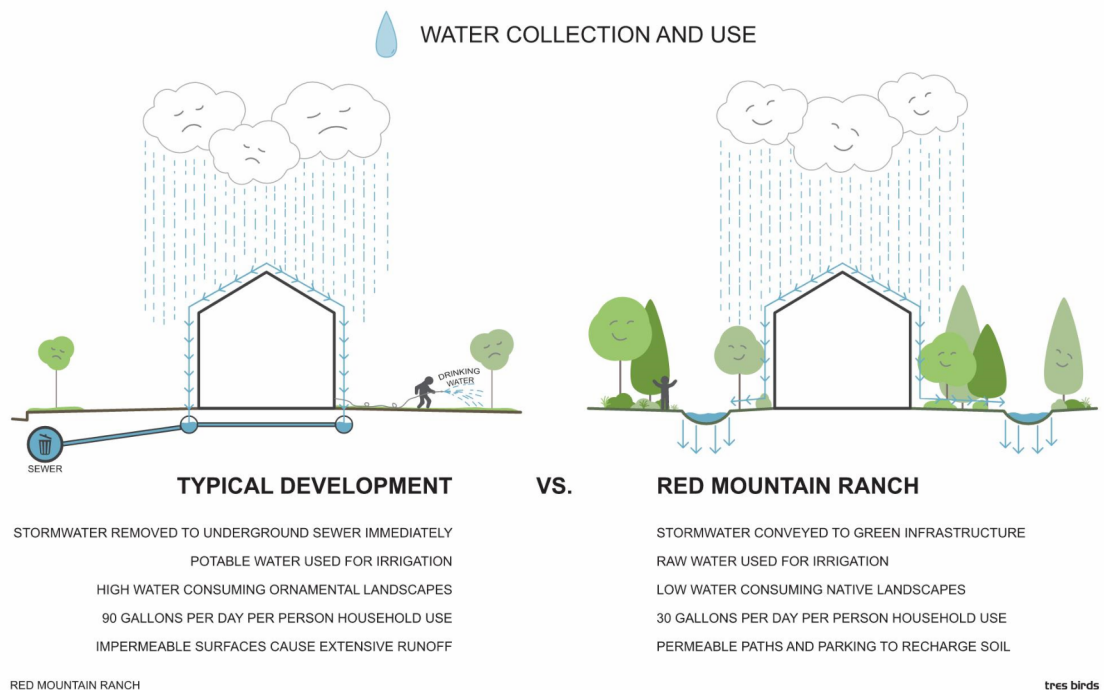 WATER COLLECTION AND USE
DRINKING
WATER
SEWER
TYPICAL DEVELOPMENT
VS.
RED MOUNTAIN RANCH
STORMWATER REMOVED TO UNDERGROUND SEWER IMMEDIATELY
POTABLE WATER USED FOR IRRIGATION
HIGH WATER CONSUMING ORNAMENTAL LANDSCAPES
90 GALLONS PER DAY PER PERSON HOUSEHOLD USE
IMPERMEABLE SURFACES CAUSE EXTENSIVE RUNOFF
STORMWATER CONVEYED TO GREEN INFRASTRUCTURE
RAW WATER USED FOR IRRIGATION
LOW WATER CONSUMING NATIVE LANDSCAPES
30 GALLONS PER DAY PER PERSON HOUSEHOLD USE
PERMEABLE PATHS AND PARKING TO RECHARGE SOIL
RED MOUNTAIN RANCH
tres birds